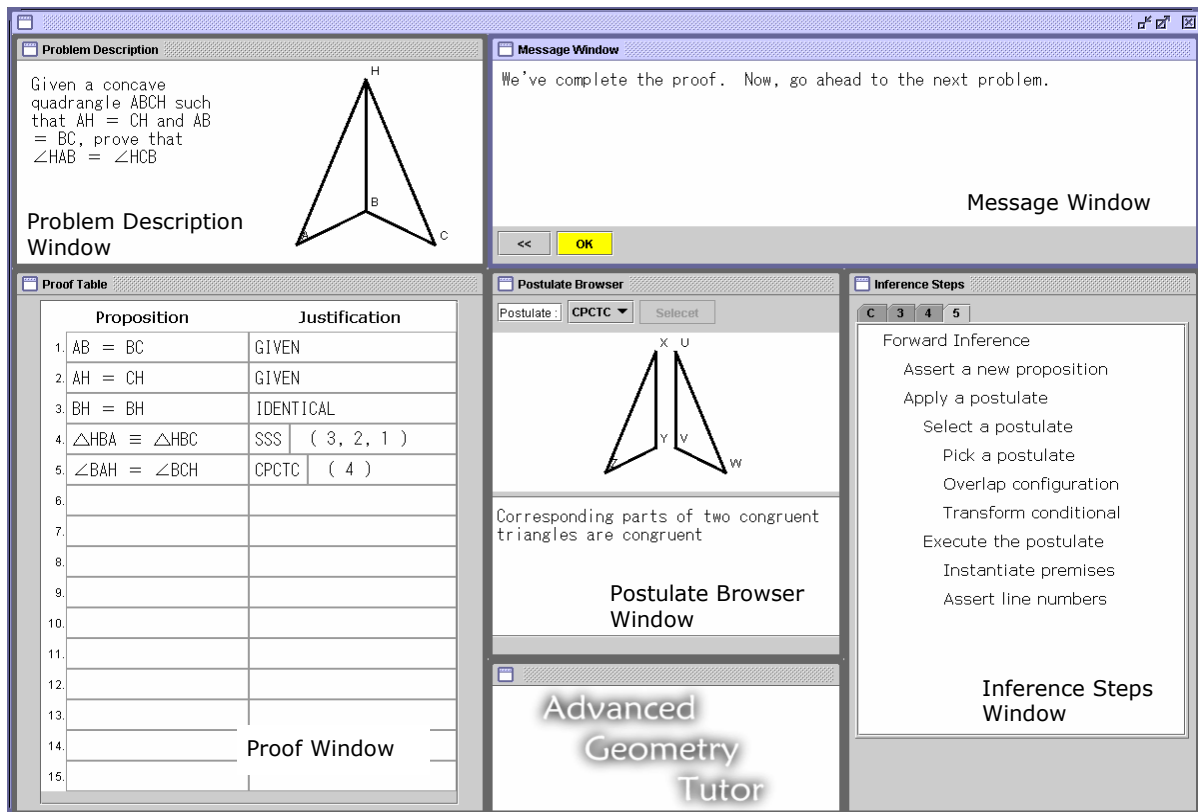 Problem Description
Given a concave
quadrangle ABCH such
that AH = CH and AB
= BC, prove that
∠HAB = ∠HCB
H
B
A
C
Problem Description
Window
Message Window
We've complete the proof. Now, go ahead to the next problem.
Message Window
<< OK
Proof Table
Proposition Justification
1. AB = BC GIVEN
2. AH = CH GIVEN
3. BH = BH IDENTICAL
4. △HBA ≡ △HBC SSS ( 3, 2, 1 )
5. ∠BAH = ∠BCH CPCTC ( 4 )
6.
7.
8.
9.
10.
11.
12.
13.
14.
15.
Proof Window
Postulate Browser
Postulate : CPCTC Selecet
X U
Y V
Z W
Corresponding parts of two congruent
triangles are congruent
Postulate Browser
Window
Advanced
Geometry
Tutor
Inference Steps
C 3 4 5
Forward Inference
Assert a new proposition
Apply a postulate
Select a postulate
Pick a postulate
Overlap configuration
Transform conditional
Execute the postulate
Instantiate premises
Assert line numbers
Inference Steps
Window